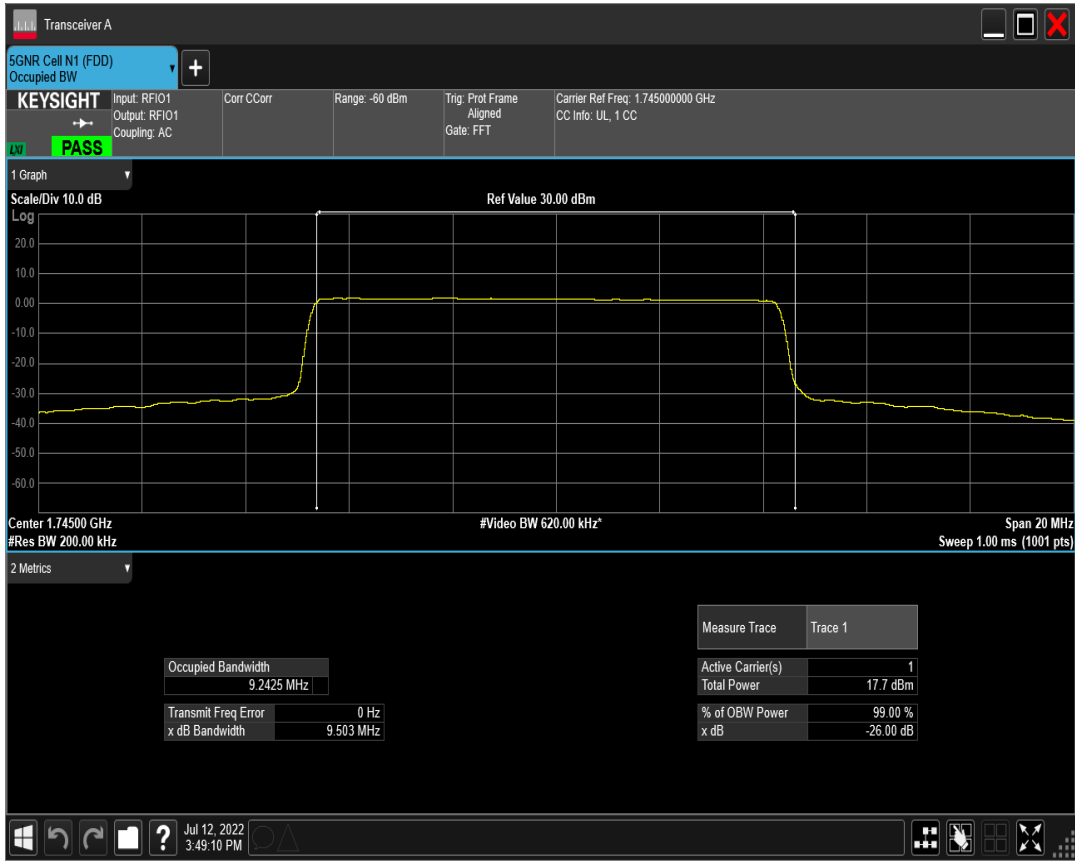 Transceiver A
5GNR Cell N1 (FDD)
Occupied BW
+
KEYSIGHT
LXI
PASS
Input: RFIO1
Output: RFIO1
Coupling: AC
Corr CCorr
Range: -60 dBm
Trig: Prot Frame
Aligned
Gate: FFT
Carrier Ref Freq: 1.745000000 GHz
CC Info: UL, 1 CC
1 Graph
Scale/Div 10.0 dB
Ref Value 30.00 dBm
Log
20.0
10.0
0.00
-10.0
-20.0
-30.0
-40.0
-50.0
-60.0
Center 1.74500 GHz
#Video BW 620.00 kHz*
Span 20 MHz
#Res BW 200.00 kHz
Sweep 1.00 ms (1001 pts)
2 Metrics
Measure Trace Trace 1
Occupied Bandwidth
9.2425 MHz
Active Carrier(s) 1
Total Power 17.7 dBm
Transmit Freq Error 0 Hz
x dB Bandwidth 9.503 MHz
% of OBW Power 99.00 %
x dB -26.00 dB
?
Jul 12, 2022
3:49:10 PM